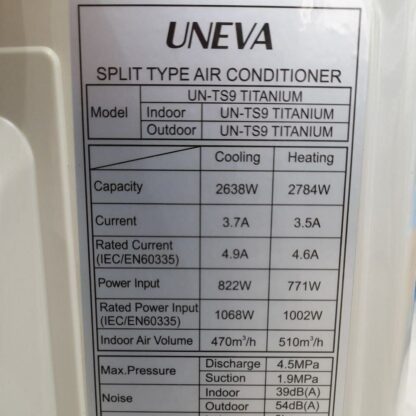 UNEVA
SPLIT TYPE AIR CONDITIONER
Model UN-TS9 TITANIUM
Indoor UN-TS9 TITANIUM
Outdoor UN-TS9 TITANIUM
Cooling Heating
Capacity 2638W 2784W
Current 3.7A 3.5A
Rated Current (IEC/EN60335) 4.9A 4.6A
Power Input 822W 771W
Rated Power Input (IEC/EN60335) 1068W 1002W
Indoor Air Volume 470m³/h 510m³/h
Max.Pressure Discharge 4.5MPa
Suction 1.9MPa
Noise Indoor 39dB(A)
Outdoor 54dB(A)